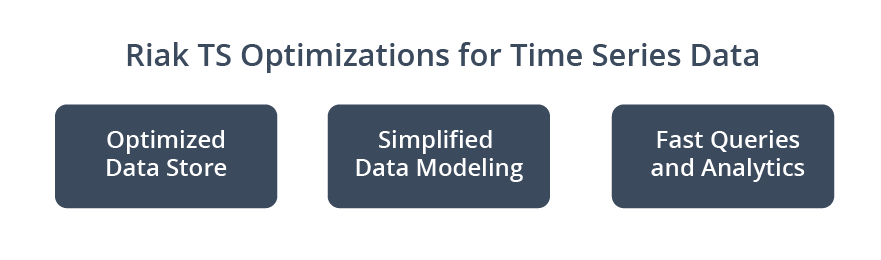 Riak TS Optimizations for Time Series Data
Optimized
Data Store
Simplified
Data Modeling
Fast Queries
and Analytics